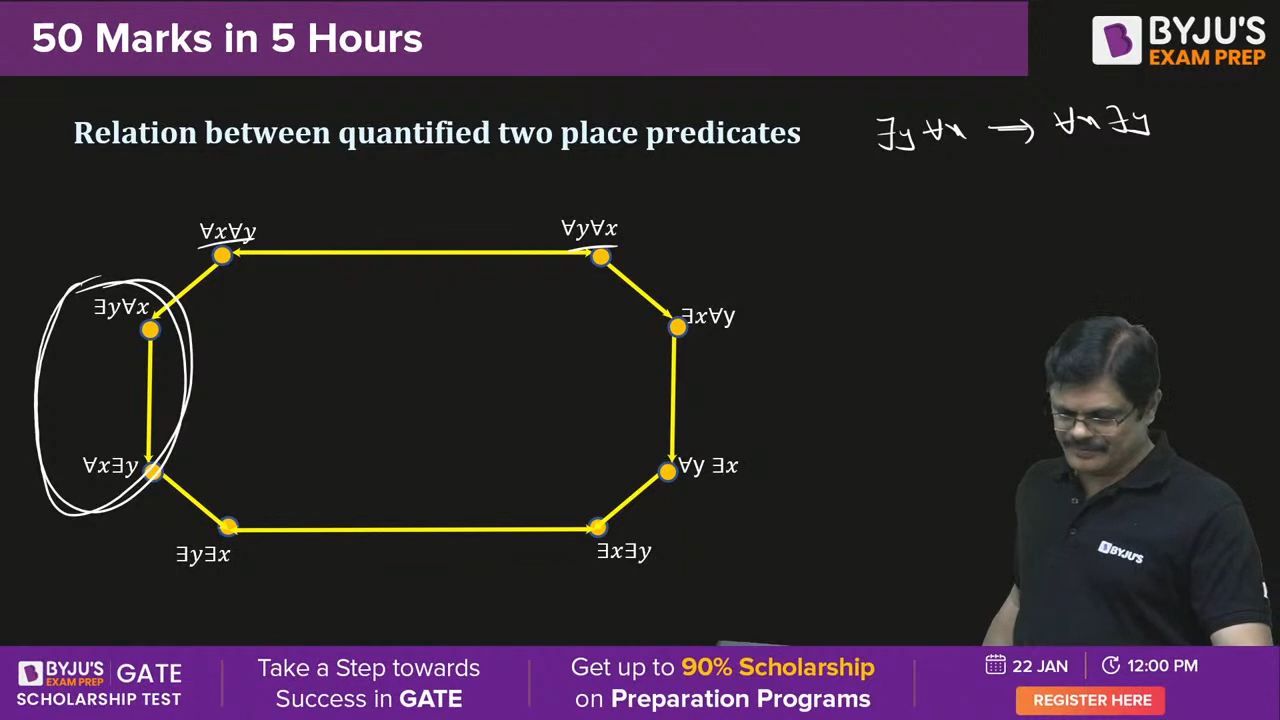 50 Marks in 5 Hours
BYJU'S
EXAM PREP
Relation between quantified two place predicates
∃y ∀x → ∀x ∃y
∀x∀y
∀y∀x
∃y∀x
∃x∀y
∀x∃y
∀y ∃x
∃y∃x
∃x∃y
BYJU'S
BYJU'S EXAM PREP GATE
SCHOLARSHIP TEST
Take a Step towards
Success in GATE
Get up to 90% Scholarship
on Preparation Programs
22 JAN 12:00 PM
REGISTER HERE